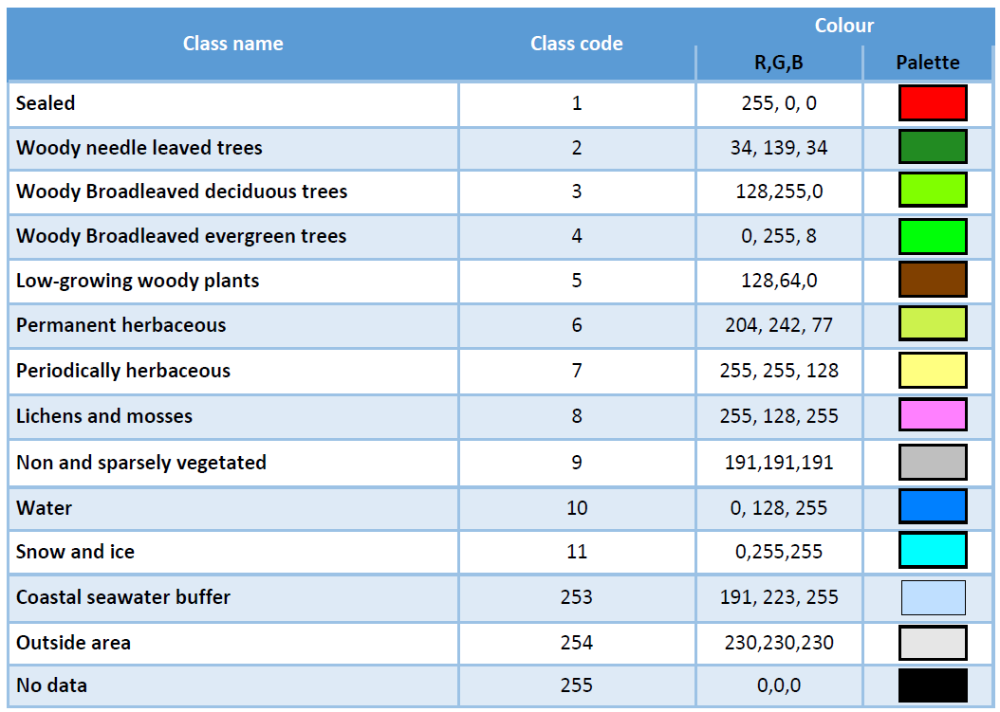 Class name Class code Colour
R,G,B Palette
Sealed 1 255, 0, 0
Woody needle leaved trees 2 34, 139, 34
Woody Broadleaved deciduous trees 3 128,255,0
Woody Broadleaved evergreen trees 4 0, 255, 8
Low-growing woody plants 5 128,64,0
Permanent herbaceous 6 204, 242, 77
Periodically herbaceous 7 255, 255, 128
Lichens and mosses 8 255, 128, 255
Non and sparsely vegetated 9 191,191,191
Water 10 0, 128, 255
Snow and ice 11 0,255,255
Coastal seawater buffer 253 191, 223, 255
Outside area 254 230,230,230
No data 255 0,0,0